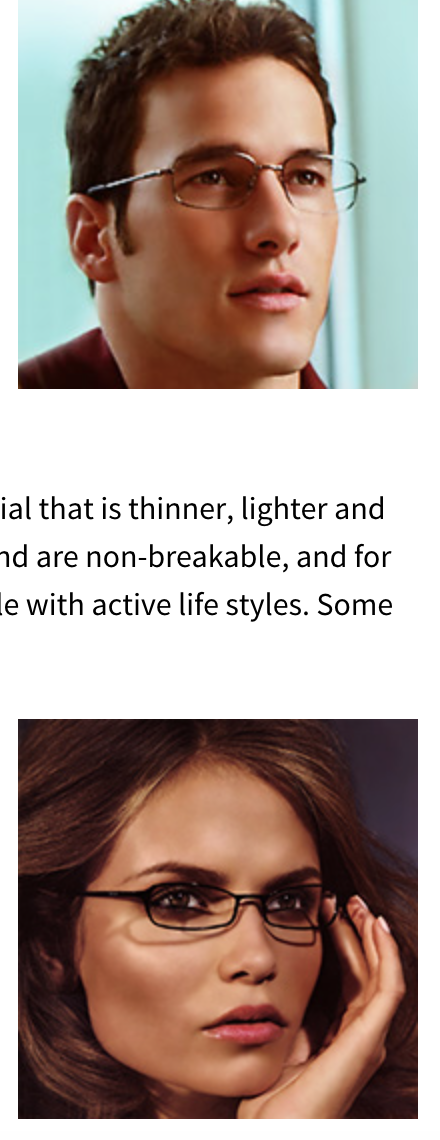 ial that is thinner, lighter and
nd are non-breakable, and for
le with active life styles. Some